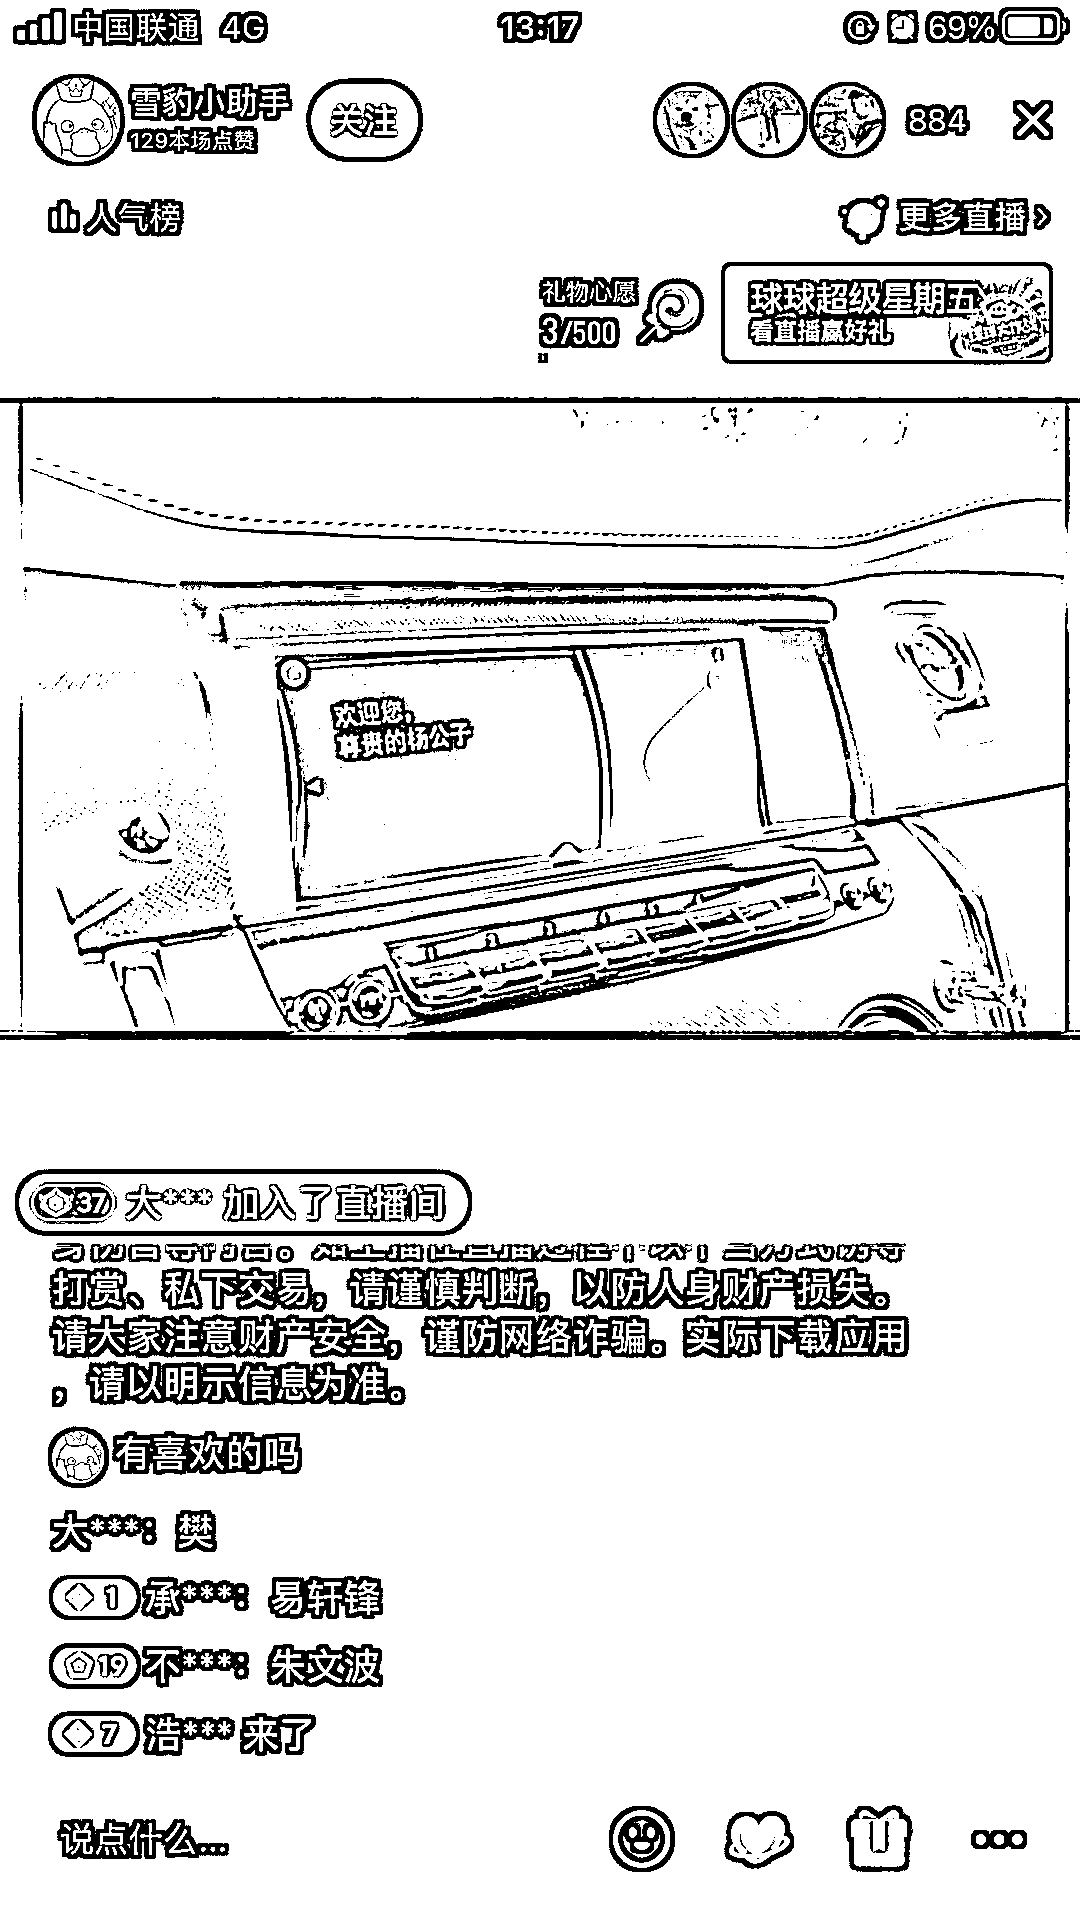 中国联通 4G 13:17 69%
雪豹小助手
129本场点赞
关注
884
人气榜
更多直播
礼物心愿
3/500
球球超级星期五
看直播赢好礼
欢迎您，
尊贵的杨公子
37 大*** 加入了直播间
打赏、私下交易，请谨慎判断，以防人身财产损失。
请大家注意财产安全，谨防网络诈骗。实际下载应用
，请以明示信息为准。
有喜欢的吗
大***：樊
1 承***：易轩锋
19 不***：朱文波
7 浩*** 来了
说点什么...